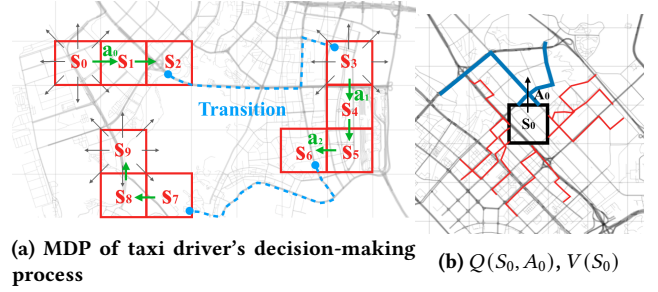 S0 a0 S1 S2 S3
a1
Transition S4
S9 S6 a2 S5
S8 S7
A0
S0
(a) MDP of taxi driver's decision-making
process
(b) Q(S0, A0), V(S0)